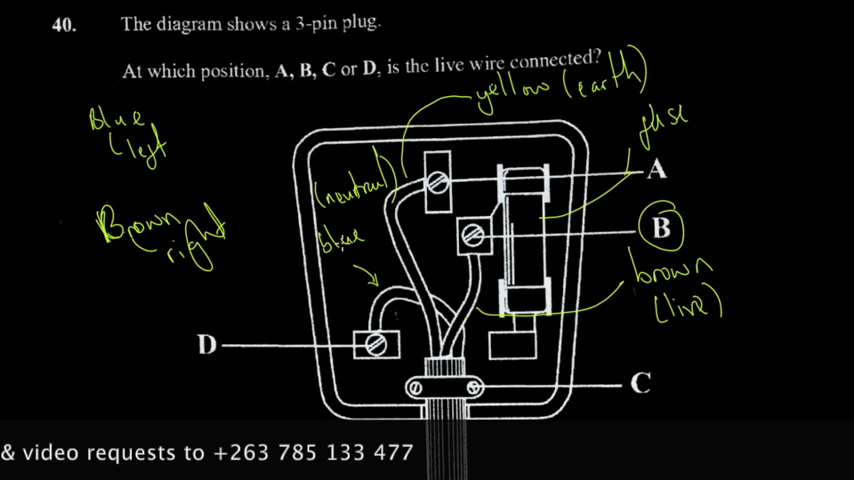 40. The diagram shows a 3-pin plug.
At which position, A, B, C or D, is the live wire connected?
yellow (earth)
Blue
(left
fuse
A
(neutral)
Brown
right
B
blue
brown
(live)
D
C
& video requests to +263 785 133 477